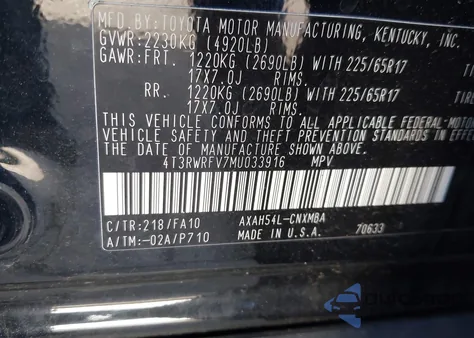 MFD.BY:TOYOTA MOTOR MANUFACTURING, KENTUCKY, INC.
GVWR:2230KG (4920LB)
GAWR:FRT. 1220KG (2690LB) WITH 225/65R17
17X7.0J RIMS.
RR. 1220KG (2690LB) WITH 225/65R17
17X7.0J RIMS.
THIS VEHICLE CONFORMS TO ALL APPLICABLE FEDERAL MOTOR
VEHICLE SAFETY AND THEFT PREVENTION STANDARDS IN EFFE
THE DATE OF MANUFACTURE SHOWN ABOVE.
4T3RWRFV7MU033916 MPV
C/TR:218/FA10 AXAH54L-CNXMBA
A/TM:-02A/P710 MADE IN U.S.A. 70633